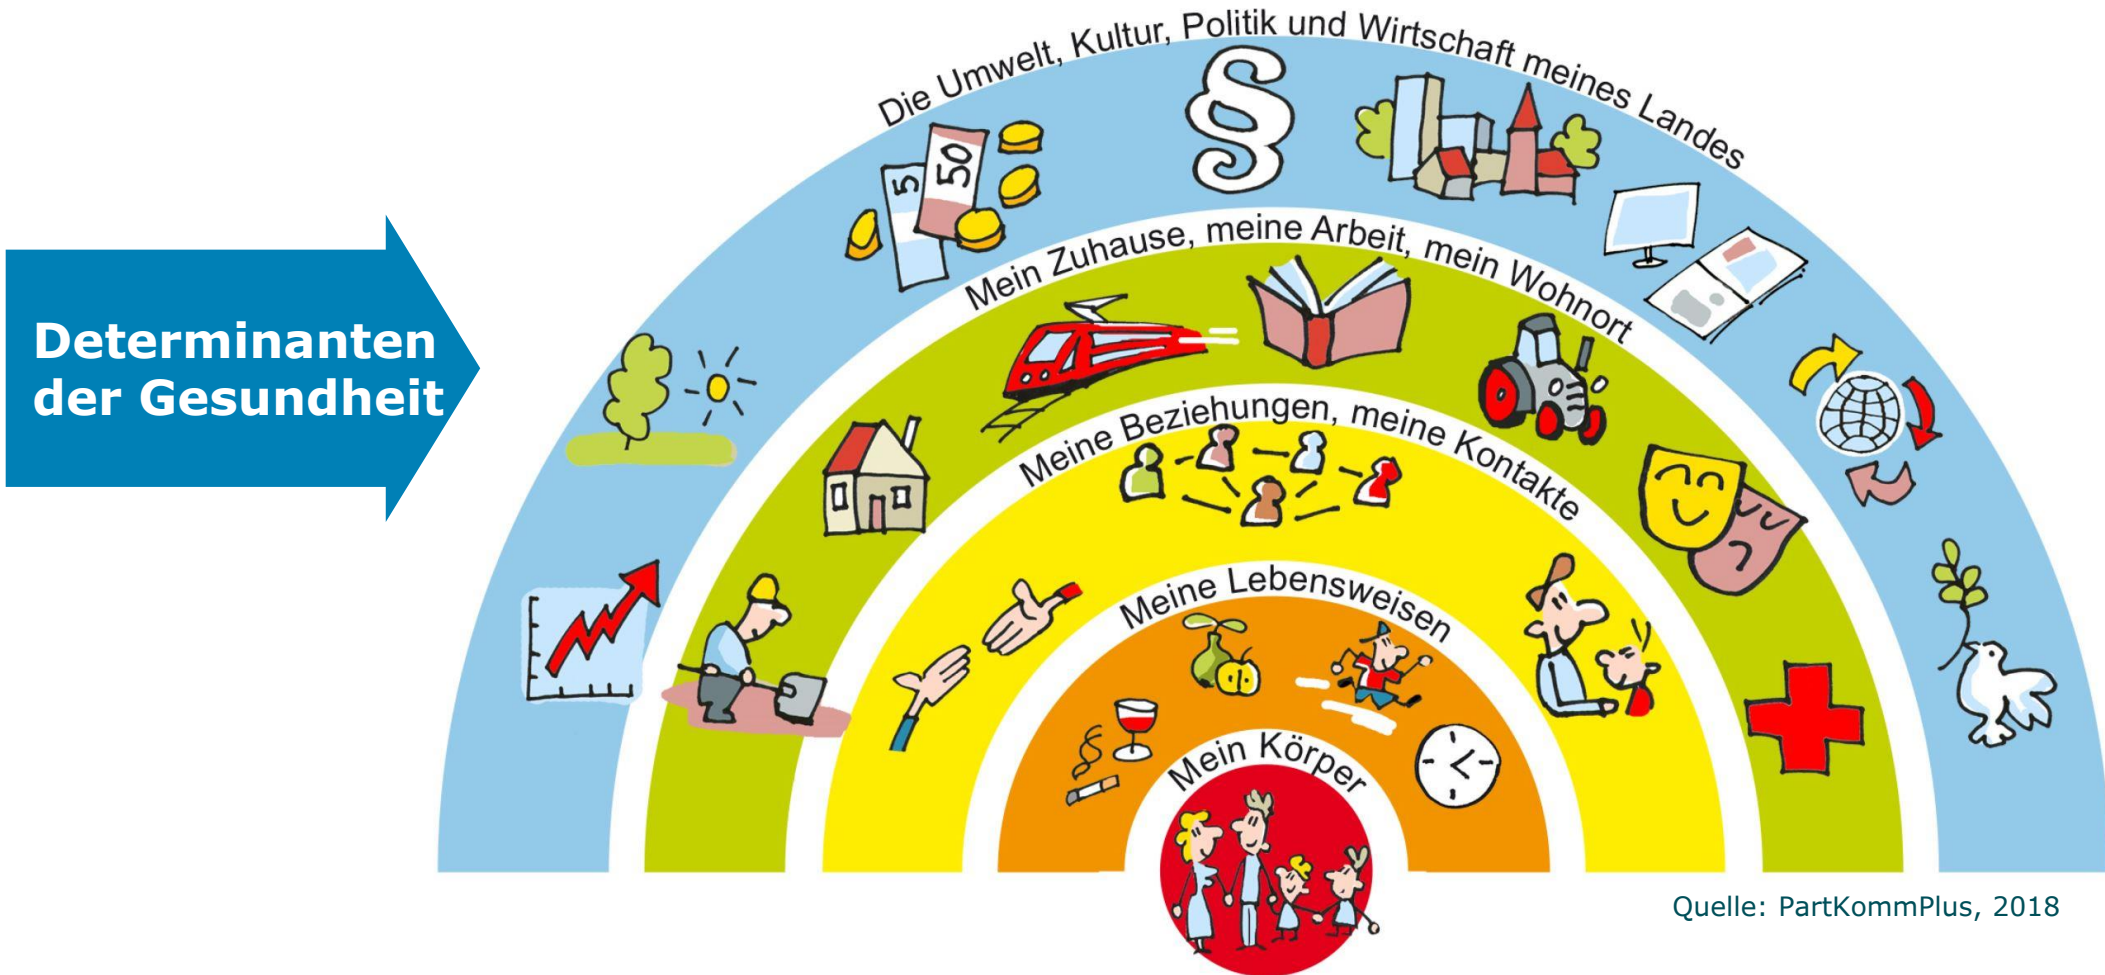 Determinanten
der Gesundheit
Die Umwelt, Kultur, Politik und Wirtschaft meines Landes
5
50
§
Mein Zuhause, meine Arbeit, mein Wohnort
Meine Beziehungen, meine Kontakte
Meine Lebensweisen
Mein Körper
Quelle: PartKommPlus, 2018